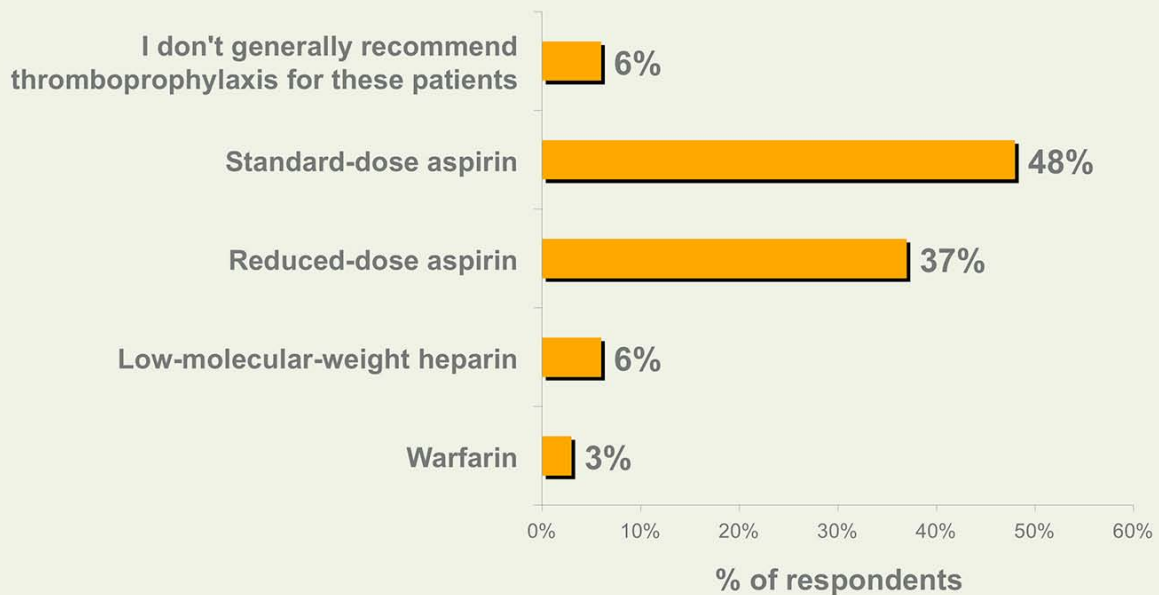 I don't generally recommend
thromboprophylaxis for these patients
6%
Standard-dose aspirin
48%
Reduced-dose aspirin
37%
Low-molecular-weight heparin
6%
Warfarin
3%
0% 10% 20% 30% 40% 50% 60%
% of respondents